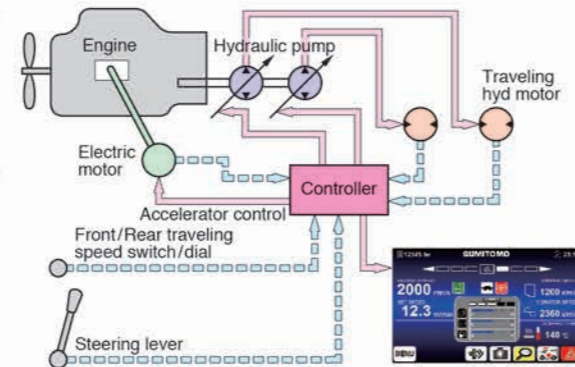 Engine
Hydraulic pump
Traveling
hyd motor
Electric
motor
Controller
Accelerator control
Front/Rear traveling
speed switch/dial
Steering lever
SUMITOMO
2000
1200
12.3
2360
140 °C
MENU